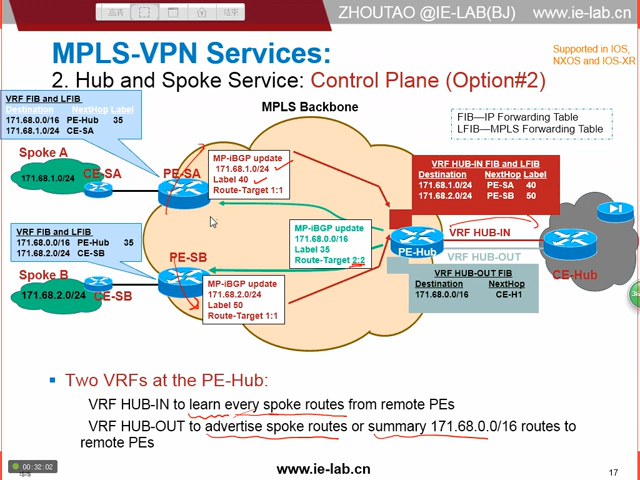 高清
结束
ZHOUTAO @IE-LAB(BJ) www.ie-lab.cn
MPLS-VPN Services:
Supported in IOS,
NXOS and IOS-XR
2. Hub and Spoke Service: Control Plane (Option#2)
VRF FIB and LFIB
Destination NextHop Label
171.68.0.0/16 PE-Hub 35
171.68.1.0/24 CE-SA
MPLS Backbone
FIB—IP Forwarding Table
LFIB—MPLS Forwarding Table
Spoke A
CE-SA
PE-SA
171.68.1.0/24
MP-iBGP update
171.68.1.0/24
Label 40
Route-Target 1:1
VRF HUB-IN FIB and LFIB
Destination NextHop Label
171.68.1.0/24 PE-SA 40
171.68.2.0/24 PE-SB 50
VRF FIB and LFIB
171.68.0.0/16 PE-Hub 35
171.68.2.0/24 CE-SB
MP-iBGP update
171.68.0.0/16
Label 35
Route-Target 2:2
VRF HUB-IN
PE-Hub
VRF HUB-OUT
CE-Hub
PE-SB
Spoke B
171.68.2.0/24
CE-SB
MP-iBGP update
171.68.2.0/24
Label 50
Route-Target 1:1
VRF HUB-OUT FIB
Destination NextHop
171.68.0.0/16 CE-H1
Two VRFs at the PE-Hub:
VRF HUB-IN to learn every spoke routes from remote PEs
VRF HUB-OUT to advertise spoke routes or summary 171.68.0.0/16 routes to
remote PEs
00:32:02
www.ie-lab.cn
17